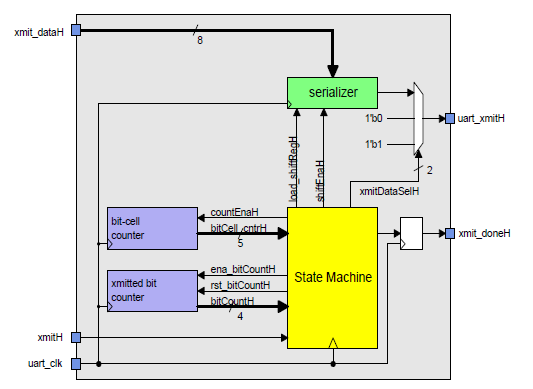 xmit_dataH
8
serializer
1'b0
uart_xmitH
1'b1
load_shiftRegH
shiftEnaH
2
xmitDataSelH
bit-cell
counter
countEnaH
bitCell_cntrH
5
xmit_doneH
State Machine
xmitted bit
counter
ena_bitCountH
rst_bitCountH
bitCountH
4
xmitH
uart_clk